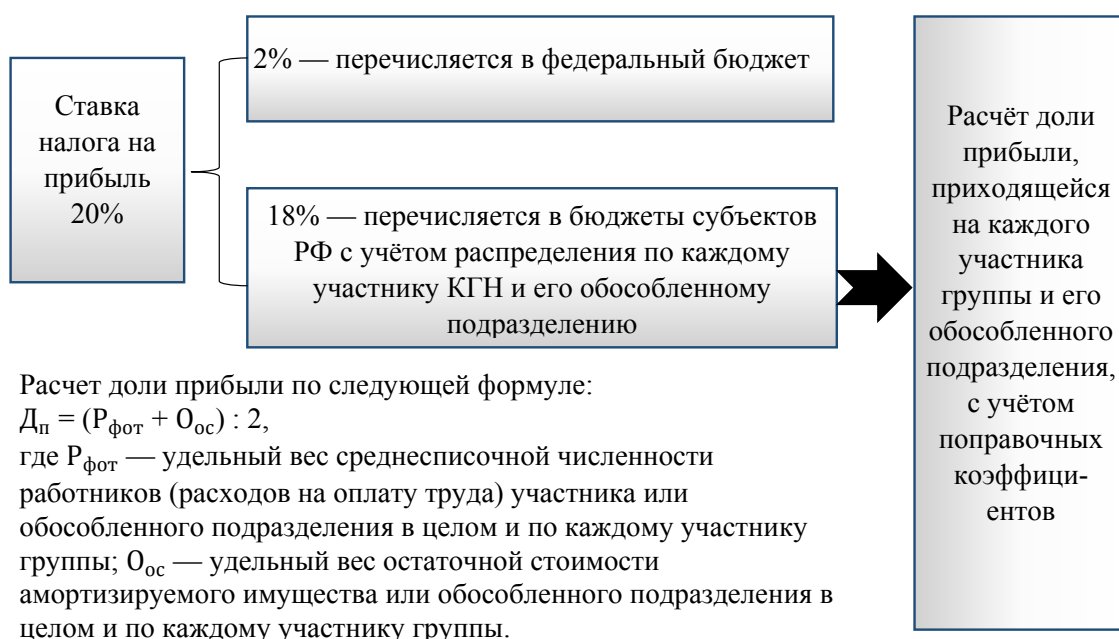 Ставка
налога на
прибыль
20%
2% — перечисляется в федеральный бюджет
18% — перечисляется в бюджеты субъектов
РФ с учётом распределения по каждому
участнику КГН и его обособленному
подразделению
Расчёт доли
прибыли,
приходящейся
на каждого
участника
группы и его
обособленного
подразделения,
с учётом
поправочных
коэффици-
ентов
Расчет доли прибыли по следующей формуле:
Дп = (Рфот + Оос) : 2,
где Рфот — удельный вес среднесписочной численности
работников (расходов на оплату труда) участника или
обособленного подразделения в целом и по каждому участнику
группы; Оос — удельный вес остаточной стоимости
амортизируемого имущества или обособленного подразделения в
целом и по каждому участнику группы.